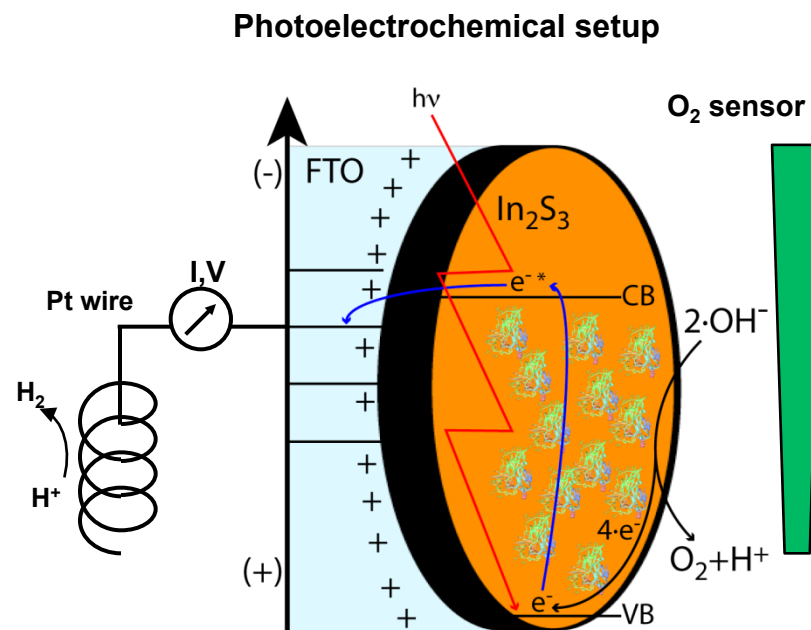 Photoelectrochemical setup
hν
O₂ sensor
(-)
FTO
In₂S₃
I,V
e⁻ *
Pt wire
CB
2·OH⁻
H₂
H⁺
4·e⁻
O₂+H⁺
(+)
e⁻
VB
+
+
+
+
+
+
+
+
+
+
+
+
+
+